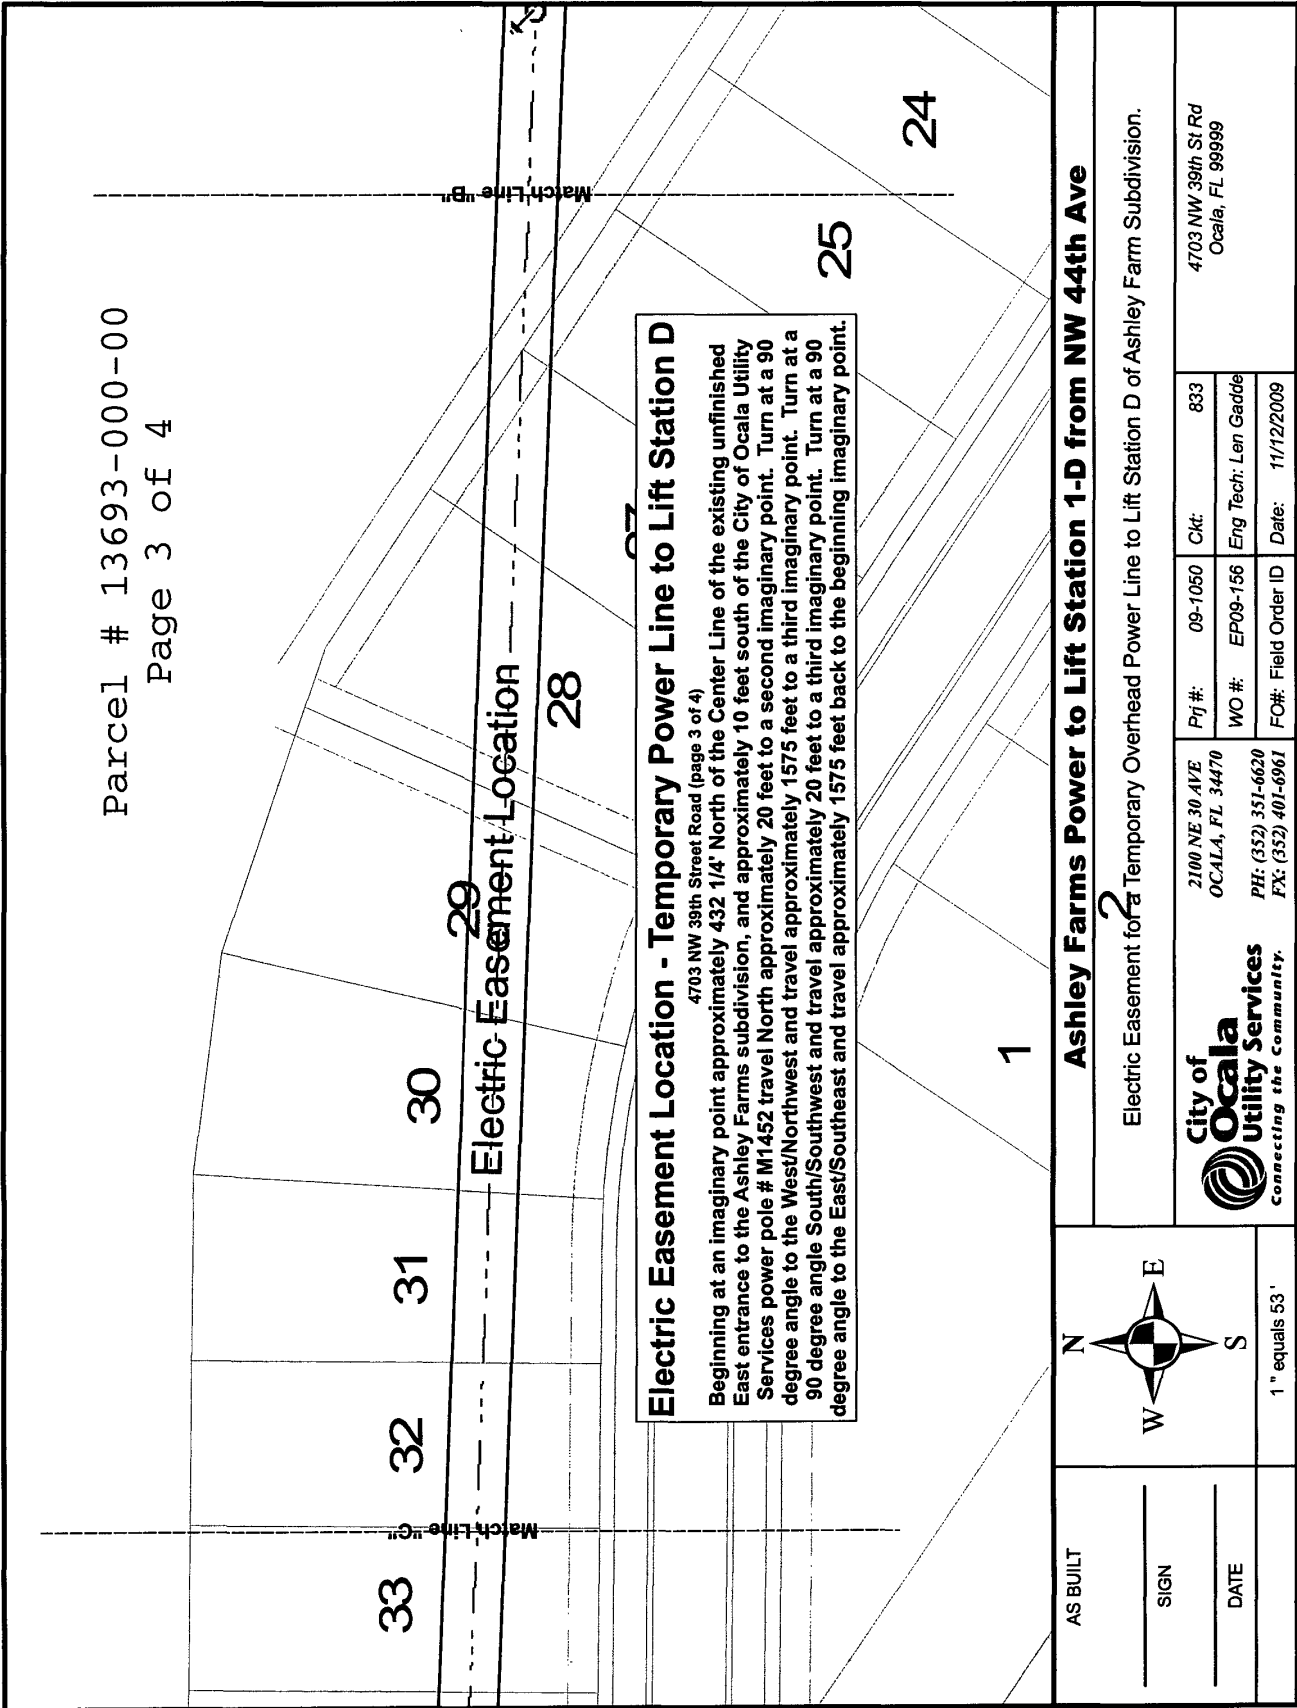 Parcel # 13693-000-00
Page 3 of 4
Match Line "C"
Match Line "D"
33
32
31
30
29
28
25
24
1
2
Electric Easement Location
Electric Easement Location - Temporary Power Line to Lift Station D
4703 NW 39th Street Road (page 3 of 4)
Beginning at an imaginary point approximately 432 1/4' North of the Center Line of the existing unfinished
East entrance to the Ashley Farms subdivision, and approximately 10 feet south of the City of Ocala Utility
Services power pole # M1452 travel North approximately 20 feet to a second imaginary point. Turn at a 90
degree angle to the West/Northwest and travel approximately 1575 feet to a third imaginary point. Turn at a
90 degree angle South/Southwest and travel approximately 20 feet to a third imaginary point. Turn at a 90
degree angle to the East/Southeast and travel approximately 1575 feet back to the beginning imaginary point.
AS BUILT
SIGN
DATE
N
W
E
S
1 " equals 53 '
Ashley Farms Power to Lift Station 1-D from NW 44th Ave
Electric Easement for a Temporary Overhead Power Line to Lift Station D of Ashley Farm Subdivision.
City of
Ocala
Utility Services
Connecting the Community.
2100 NE 30 AVE
OCALA, FL 34470
PH: (352) 351-6620
FX: (352) 401-6961
Prj #: 09-1050
Ckt: 833
WO #: EP09-156
Eng Tech: Len Gadde
FO#: Field Order ID
Date: 11/12/2009
4703 NW 39th St Rd
Ocala, FL 99999